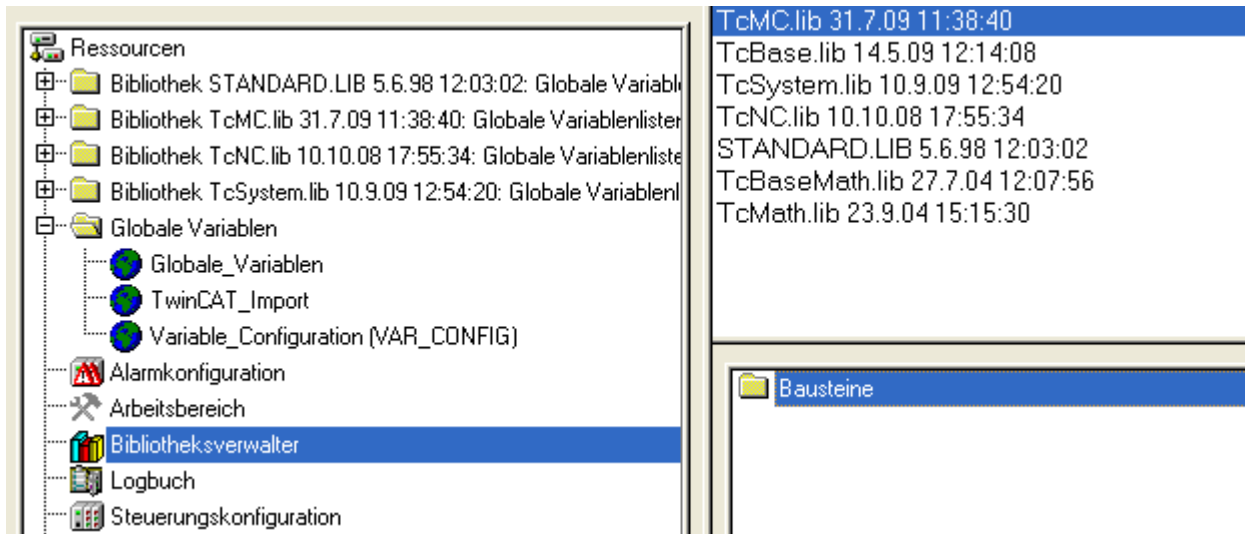 Ressourcen
Bibliothek STANDARD.LIB 5.6.98 12:03:02: Globale Variabl
Bibliothek TcMC.lib 31.7.09 11:38:40: Globale Variablenlister
Bibliothek TcNC.lib 10.10.08 17:55:34: Globale Variablenliste
Bibliothek TcSystem.lib 10.9.09 12:54:20: Globale Variablenl
Globale Variablen
Globale_Variablen
TwinCAT_Import
Variable_Configuration (VAR_CONFIG)
Alarmkonfiguration
Arbeitsbereich
Bibliotheksverwalter
Logbuch
Steuerungskonfiguration
TcMC.lib 31.7.09 11:38:40
TcBase.lib 14.5.09 12:14:08
TcSystem.lib 10.9.09 12:54:20
TcNC.lib 10.10.08 17:55:34
STANDARD.LIB 5.6.98 12:03:02
TcBaseMath.lib 27.7.04 12:07:56
TcMath.lib 23.9.04 15:15:30
Bausteine